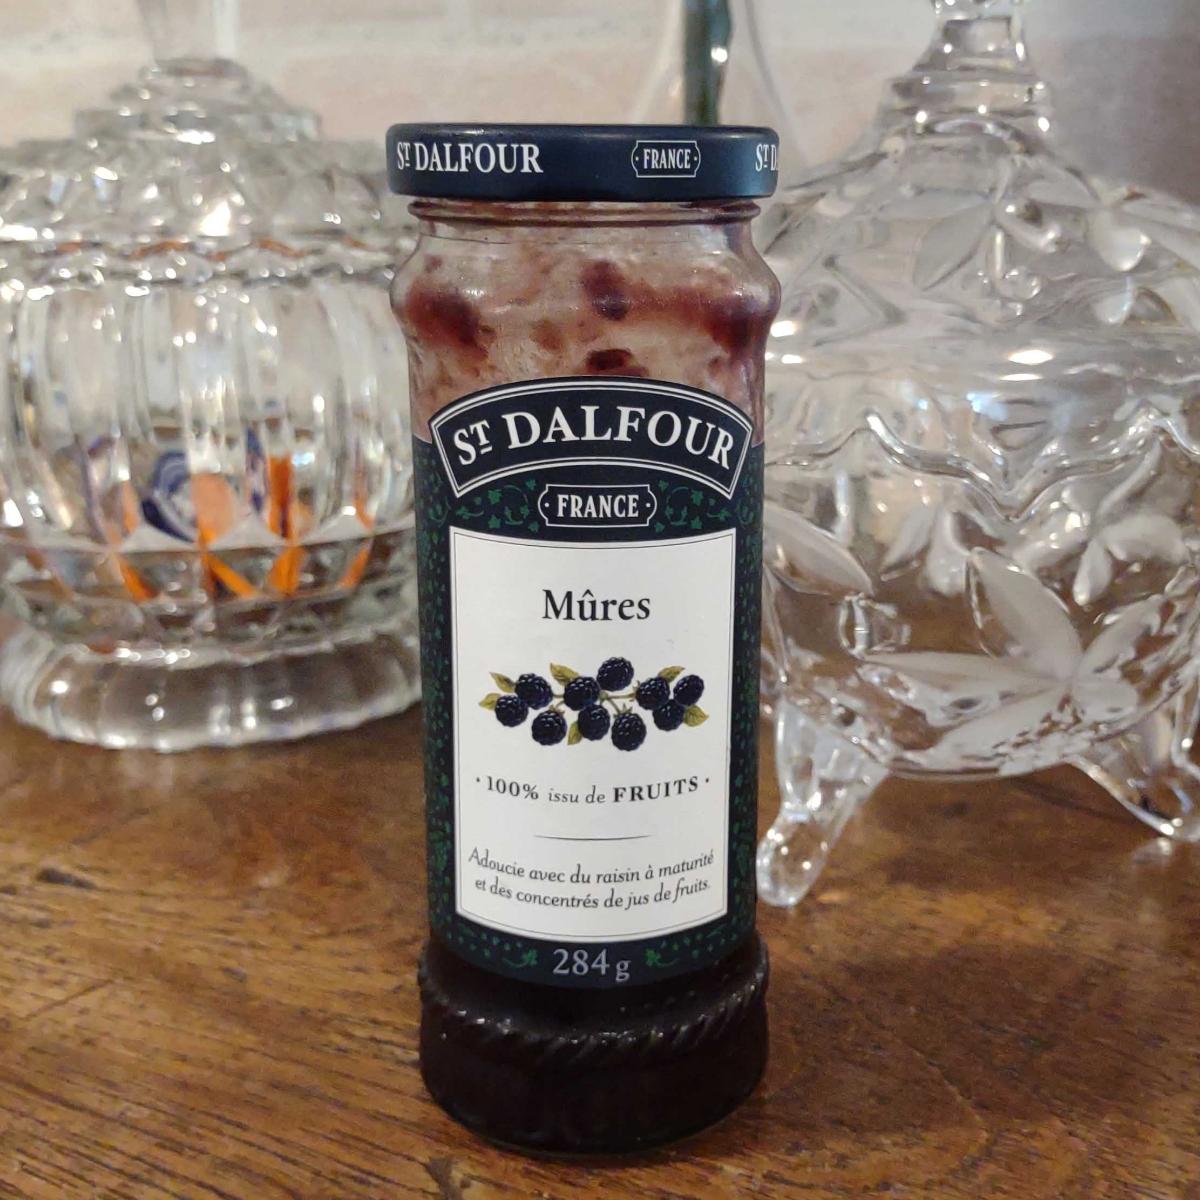 ST DALFOUR · FRANCE · ST D
ST DALFOUR
· FRANCE ·
Mûres
· 100% issu de FRUITS ·
Adoucie avec du raisin à maturité
et des concentrés de jus de fruits.
284 g